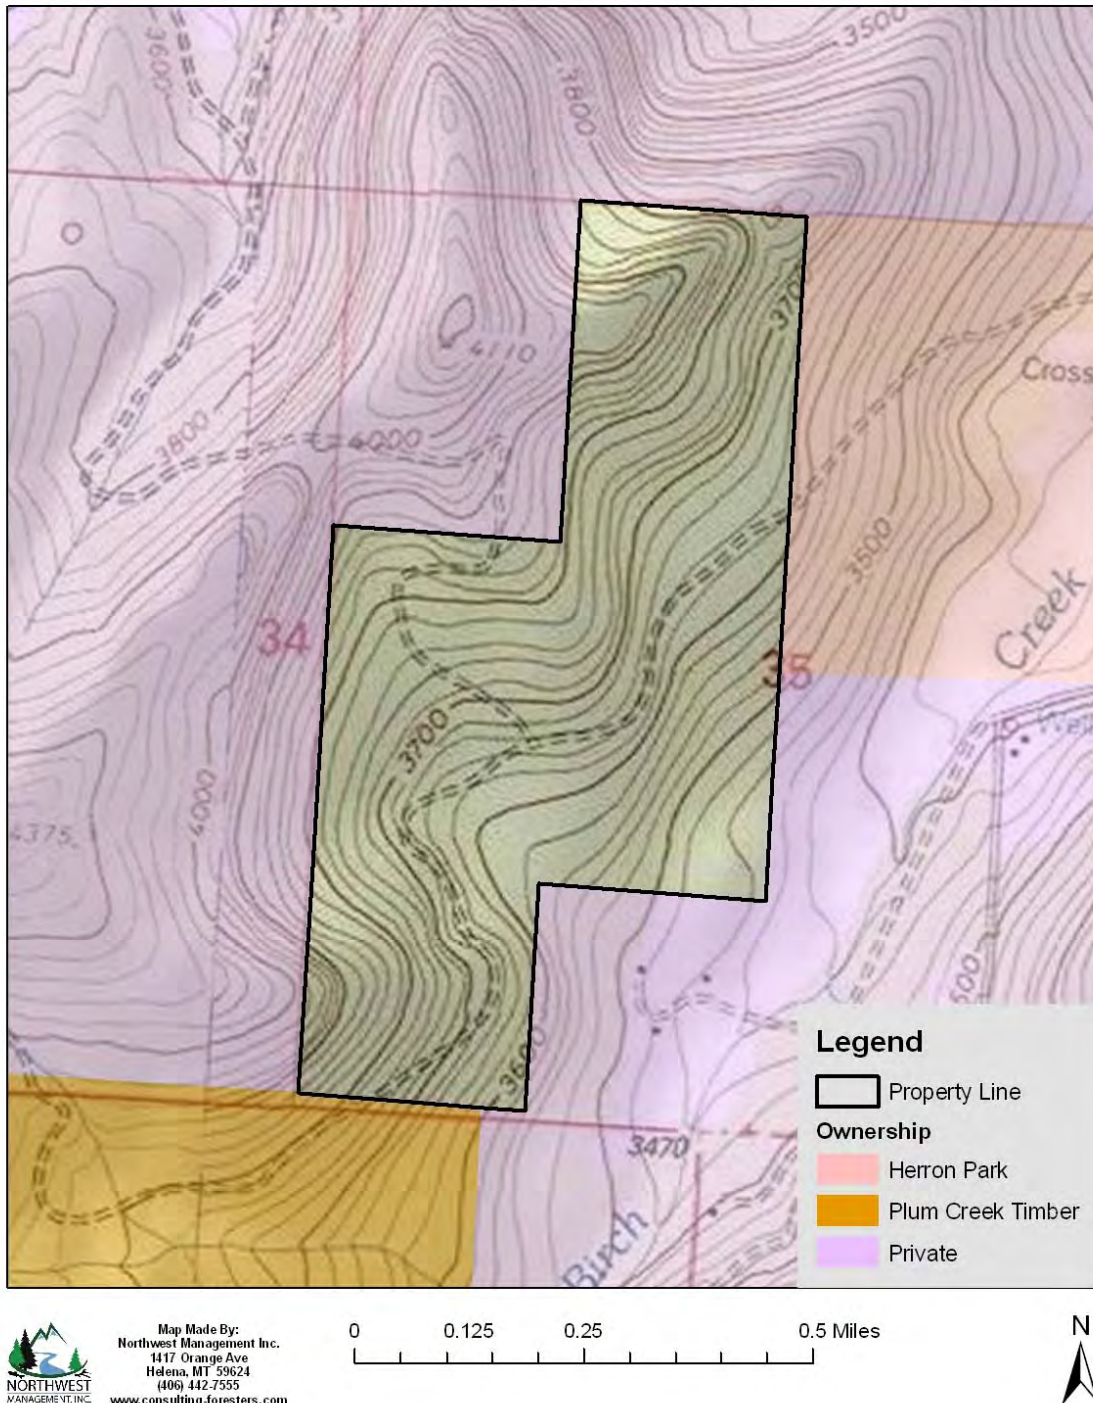 3500
3600
3800
3700
4110
Cross
3800
4000
3500
Creek
34
35
3700
4000
4375
3600
3470
Birch
Legend
Property Line
Ownership
Herron Park
Plum Creek Timber
Private
Map Made By:
Northwest Management Inc.
1417 Orange Ave
Helena, MT 59624
(406) 442-7555
www.consulting-foresters.com
NORTHWEST
MANAGEMENT, INC.
0 0.125 0.25 0.5 Miles
N